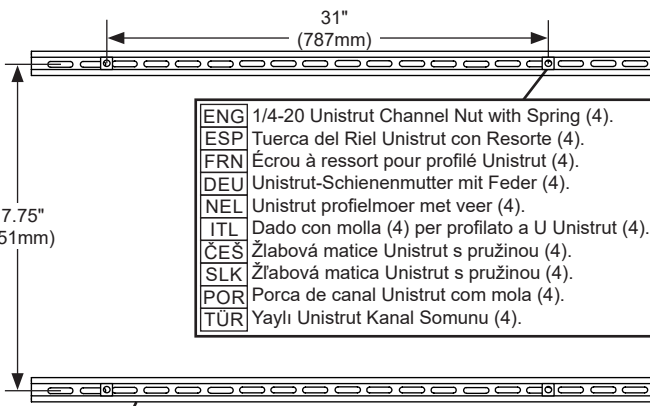 31"
(787mm)
ENG 1/4-20 Unistrut Channel Nut with Spring (4).
ESP Tuerca del Riel Unistrut con Resorte (4).
FRN Écrou à ressort pour profilé Unistrut (4).
DEU Unistrut-Schienenmutter mit Feder (4).
NEL Unistrut profielmoer met veer (4).
ITL Dado con molla (4) per profilato a U Unistrut (4).
ČEŠ Žlabová matice Unistrut s pružinou (4).
SLK Žľabová matica Unistrut s pružinou (4).
POR Porca de canal Unistrut com mola (4).
TÜR Yaylı Unistrut Kanal Somunu (4).
7.75"
51mm)